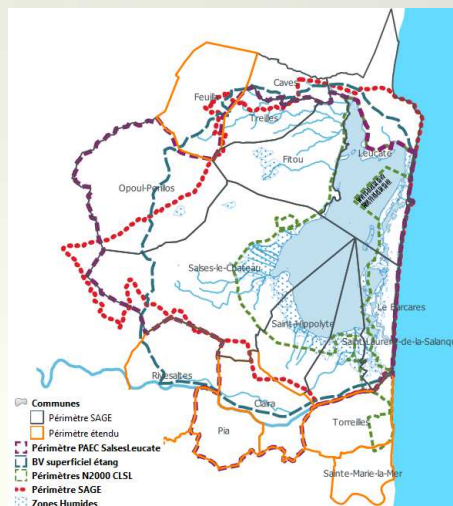 Caves
Feuilla
Treilles
Leucate
Fitou
Opoul-Périllos
Salses-le-Chateau
Le Barcares
Saint-Hippolyte
Saint-Laurent-de-la-Salanque
Rivesaltes
Claira
Pia
Torreilles
Sainte-Marie-la-Mer
Communes
Périmètre SAGE
Périmètre étendu
Périmètre PAEC SalsesLeucate
BV superficiel étang
Périmètres N2000 CLSL
Périmètre SAGE
Zones Humides